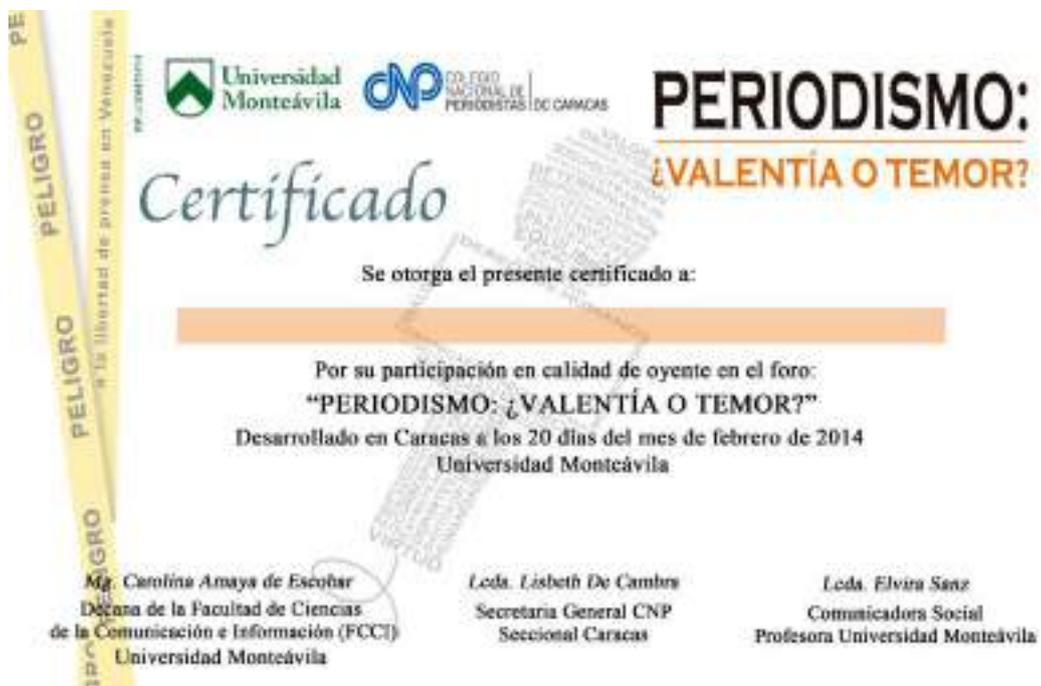 Universidad
Monteávila
CNP
COLEGIO
NACIONAL DE
PERIODISTAS DE CARACAS
PERIODISMO:
¿VALENTÍA O TEMOR?
Certificado
Se otorga el presente certificado a:
Por su participación en calidad de oyente en el foro:
“PERIODISMO: ¿VALENTÍA O TEMOR?”
Desarrollado en Caracas a los 20 días del mes de febrero de 2014
Universidad Monteávila
Mg. Carolina Amaya de Escobar
Decana de la Facultad de Ciencias
de la Comunicación e Información (FCCI)
Universidad Monteávila
Lcda. Lisbeth De Cambra
Secretaria General CNP
Seccional Caracas
Lcda. Elvira Sanz
Comunicadora Social
Profesora Universidad Monteávila
PELIGRO
PELIGRO
PELIGRO
a la libertad de prensa en Venezuela